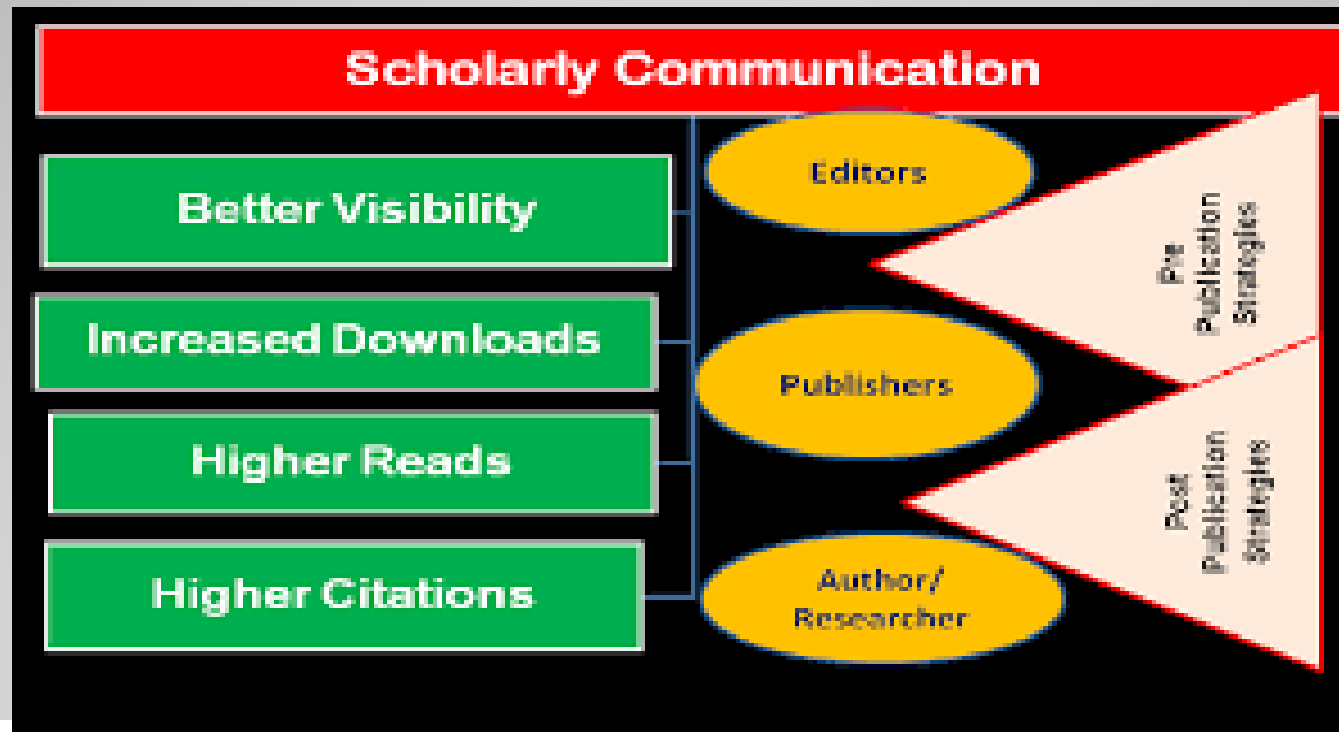 Scholarly Communication
Better Visibility
Increased Downloads
Higher Reads
Higher Citations
Editors
Publishers
Author/
Researcher
Pre
Publication
Strategies
Post
Publication
Strategies